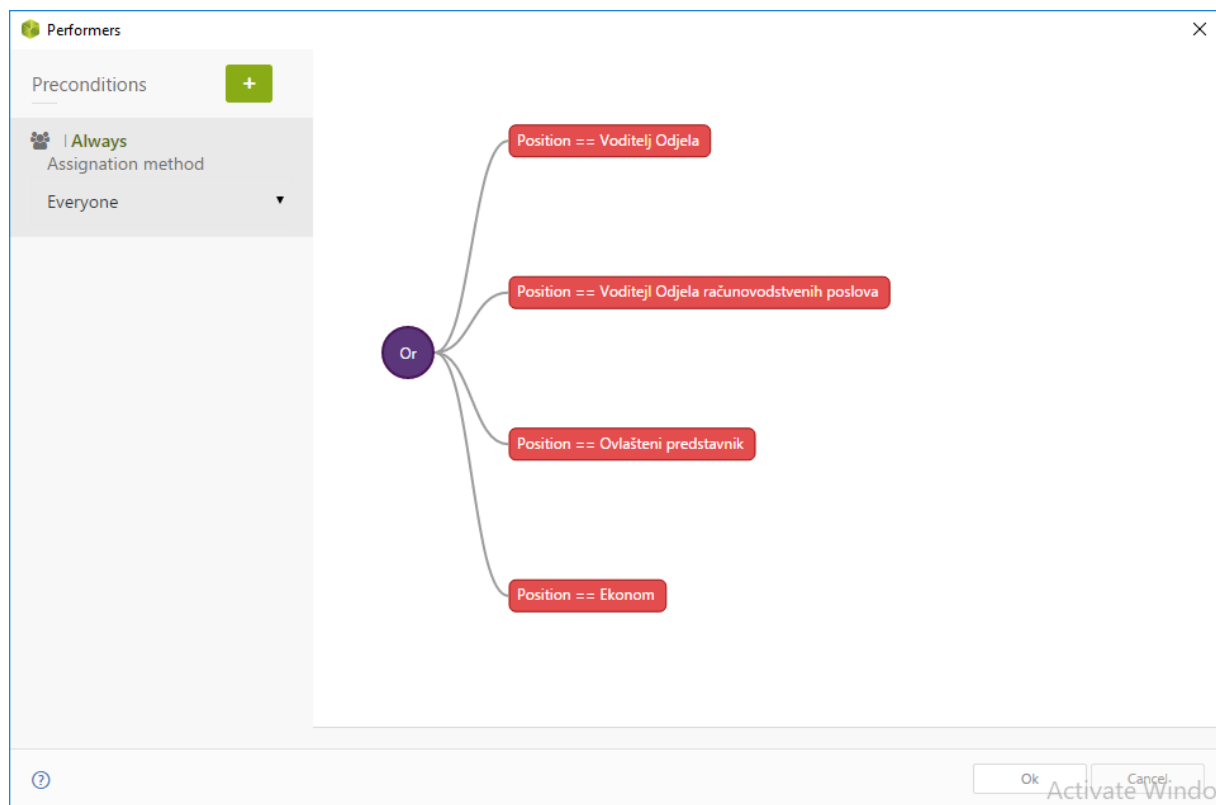 Performers
Preconditions
+
Always
Assignation method
Everyone
Position == Voditelj Odjela
Position == Voditejl Odjela računovodstvenih poslova
Or
Position == Ovlašteni predstavnik
Position == Ekonom
?
Ok
Cancel
Activate Windo